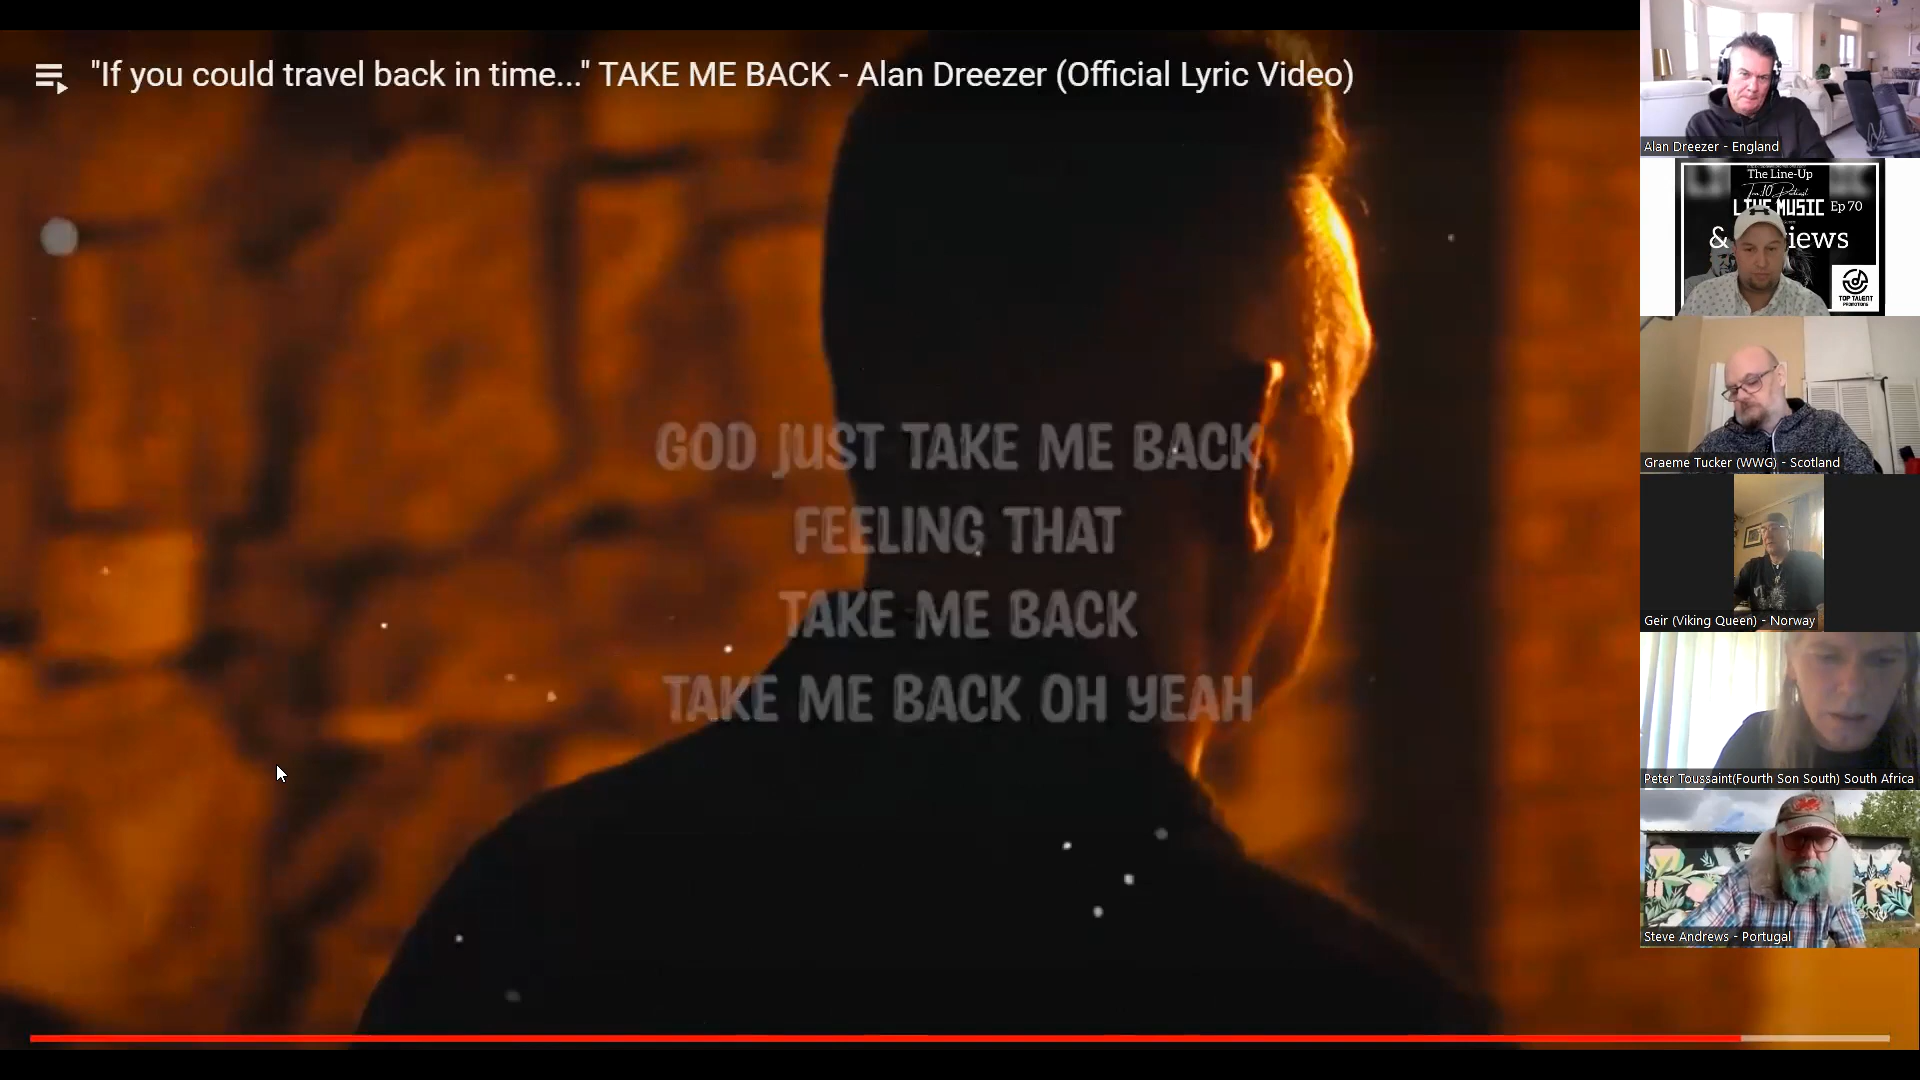 "If you could travel back in time..." TAKE ME BACK - Alan Dreezer (Official Lyric Video)
GOD JUST TAKE ME BACK
FEELING THAT
TAKE ME BACK
TAKE ME BACK OH YEAH
Alan Dreezer - England
The Line-Up
LIVE MUSIC Ep 70
&
TOP TALENT
PROMOTIONS
Graeme Tucker (WWG) - Scotland
Geir (Viking Queen) - Norway
Peter Toussaint(Fourth Son South) South Africa
Steve Andrews - Portugal